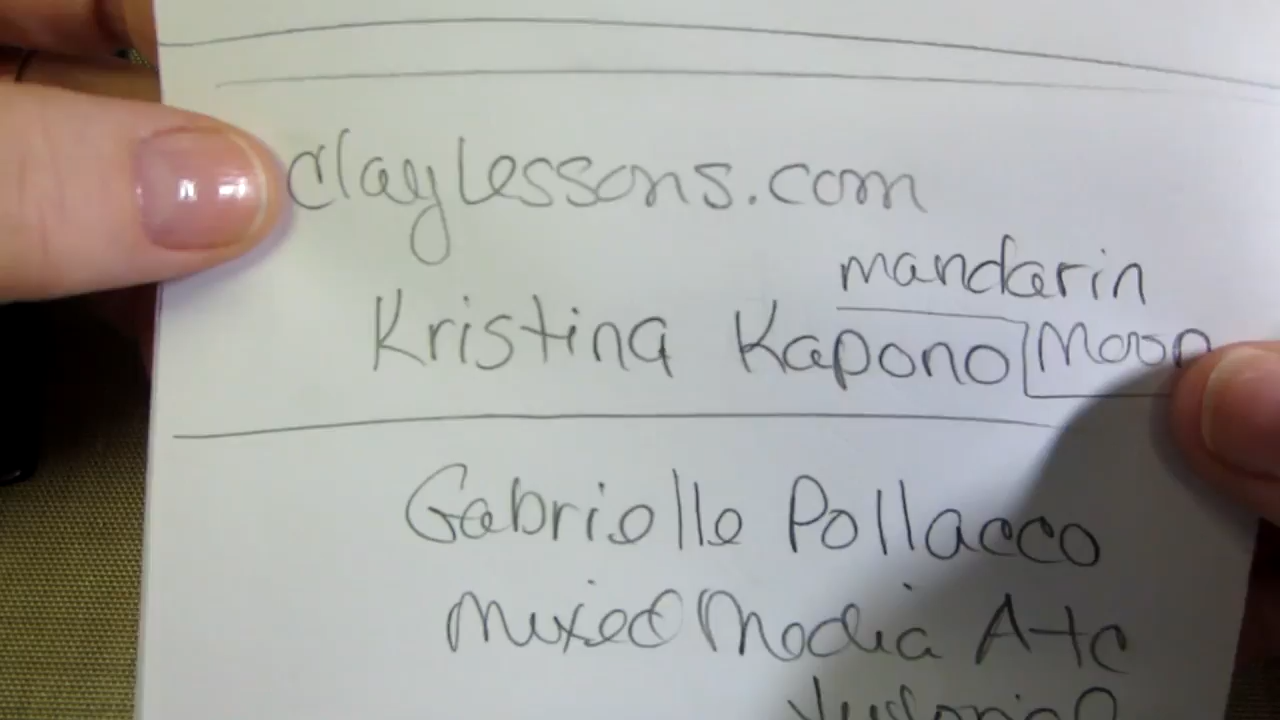 claylessons.com
mandarin
Kristina Kapono Moon
Gabrielle Pollacco
Mixed Media Atc